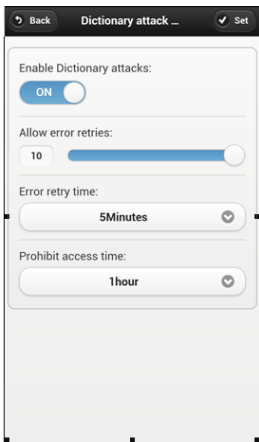 Back
Dictionary attack ...
Set
Enable Dictionary attacks:
ON
Allow error retries:
10
Error retry time:
5Minutes
Prohibit access time:
1hour